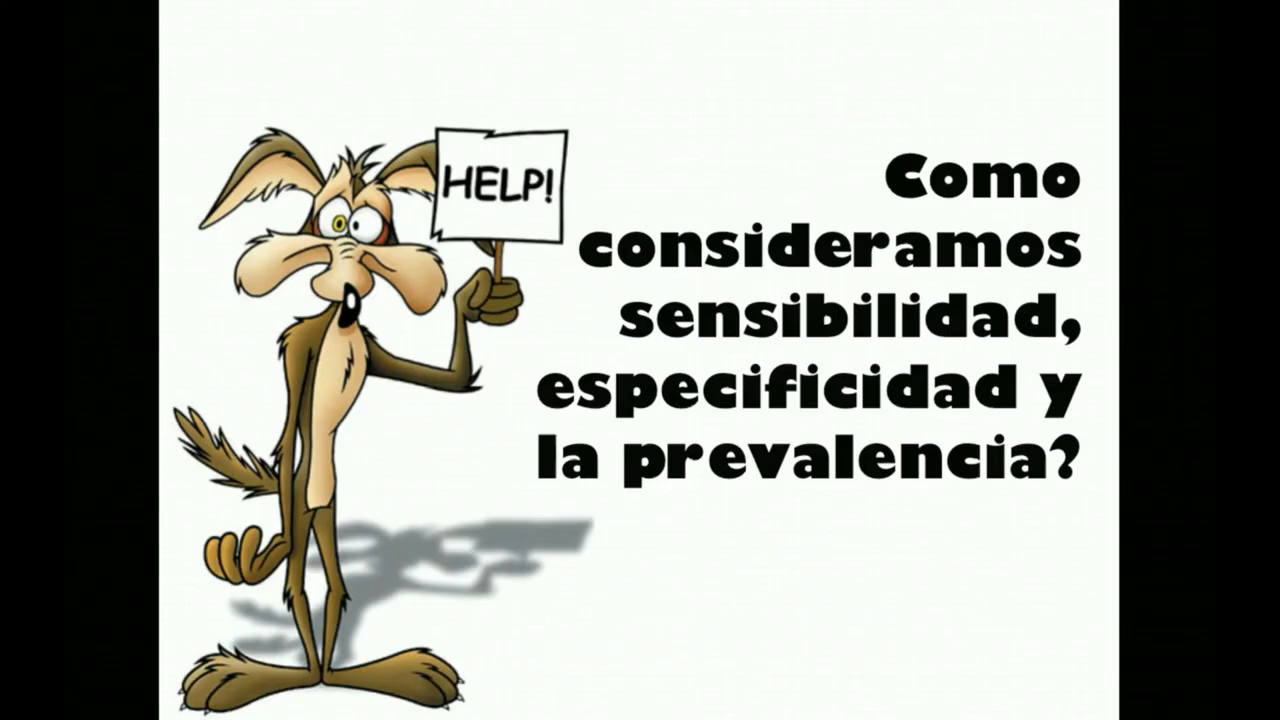 HELP!
Como
consideramos
sensibilidad,
especificidad y
la prevalencia?